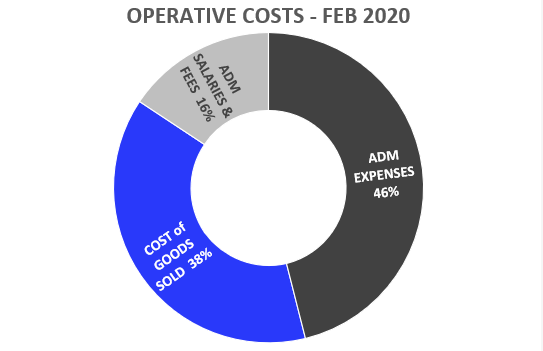 OPERATIVE COSTS - FEB 2020
ADM
SALARIES &
FEES 16%
ADM
EXPENSES
46%
COST of
GOODS
SOLD 38%